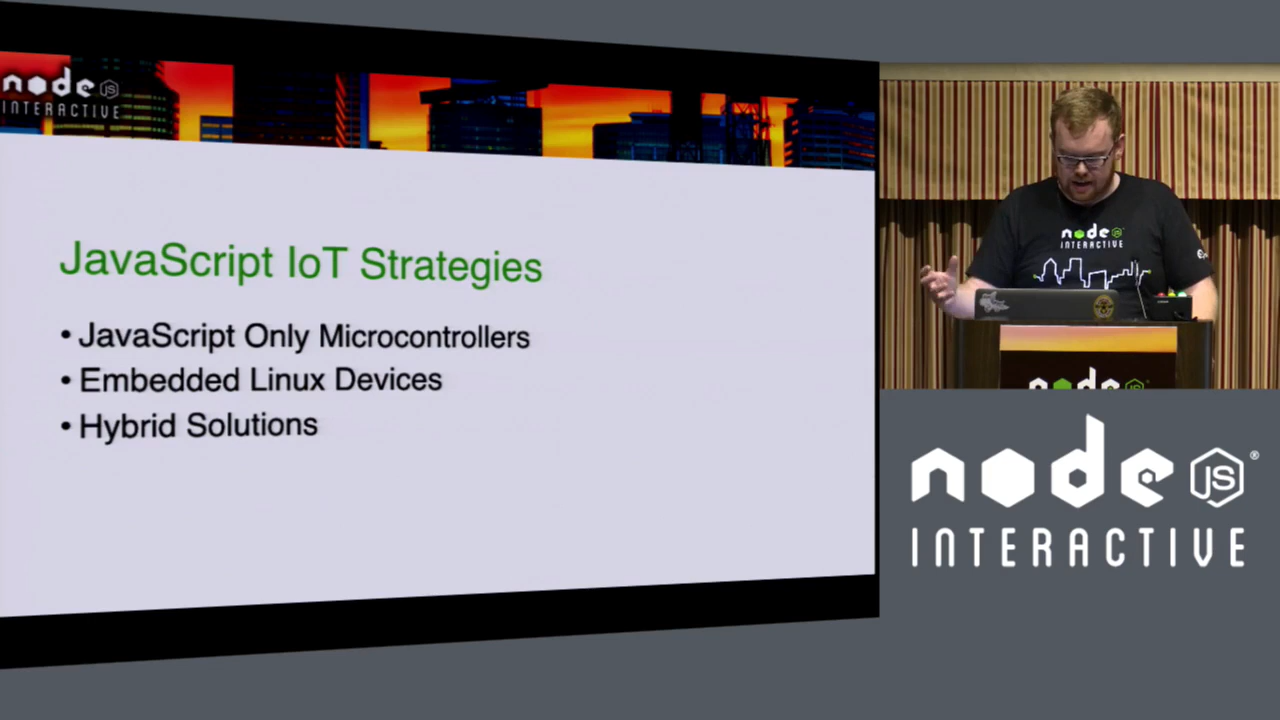 node JS
INTERACTIVE
JavaScript IoT Strategies
• JavaScript Only Microcontrollers
• Embedded Linux Devices
• Hybrid Solutions
node
INTERACTIVE
node
node JS®
INTERACTIVE